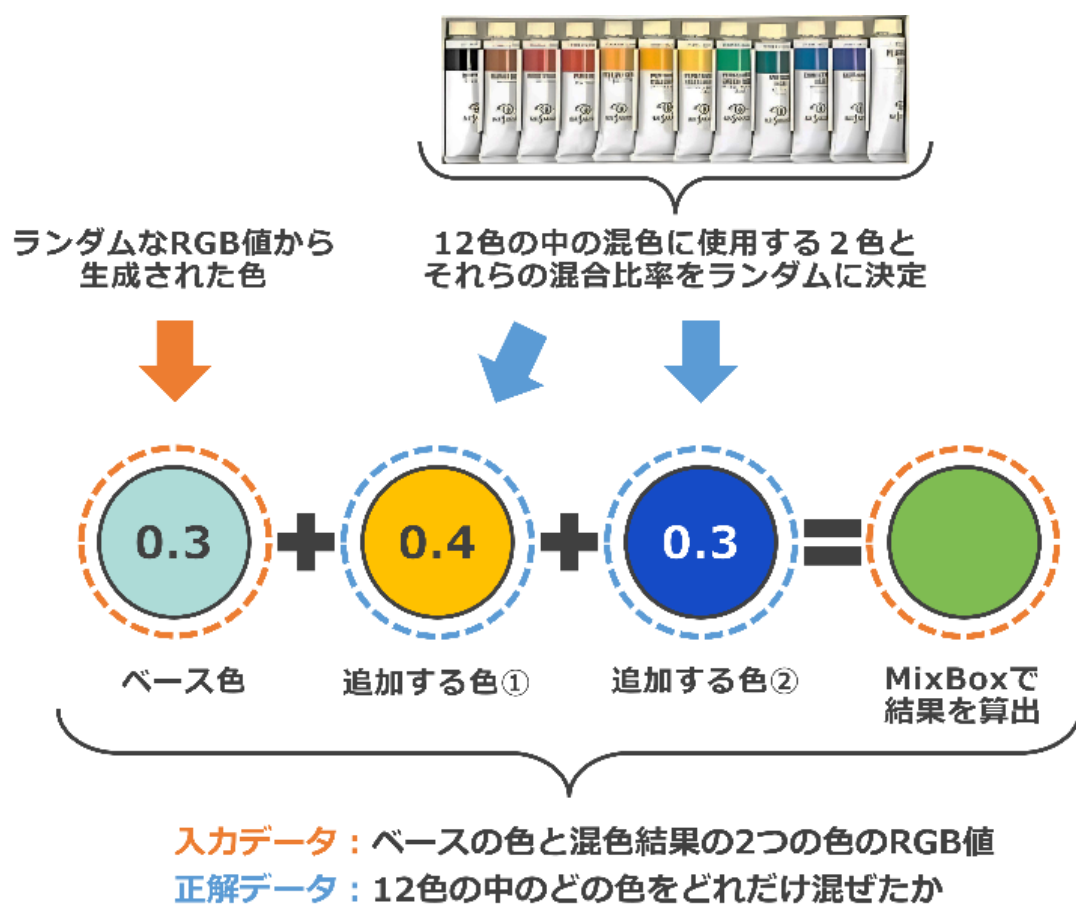 ランダムなRGB値から
生成された色
12色の中の混色に使用する２色と
それらの混合比率をランダムに決定
0.3
0.4
0.3
ベース色
追加する色①
追加する色②
MixBoxで
結果を算出
入力データ：ベースの色と混色結果の2つの色のRGB値
正解データ：12色の中のどの色をどれだけ混ぜたか